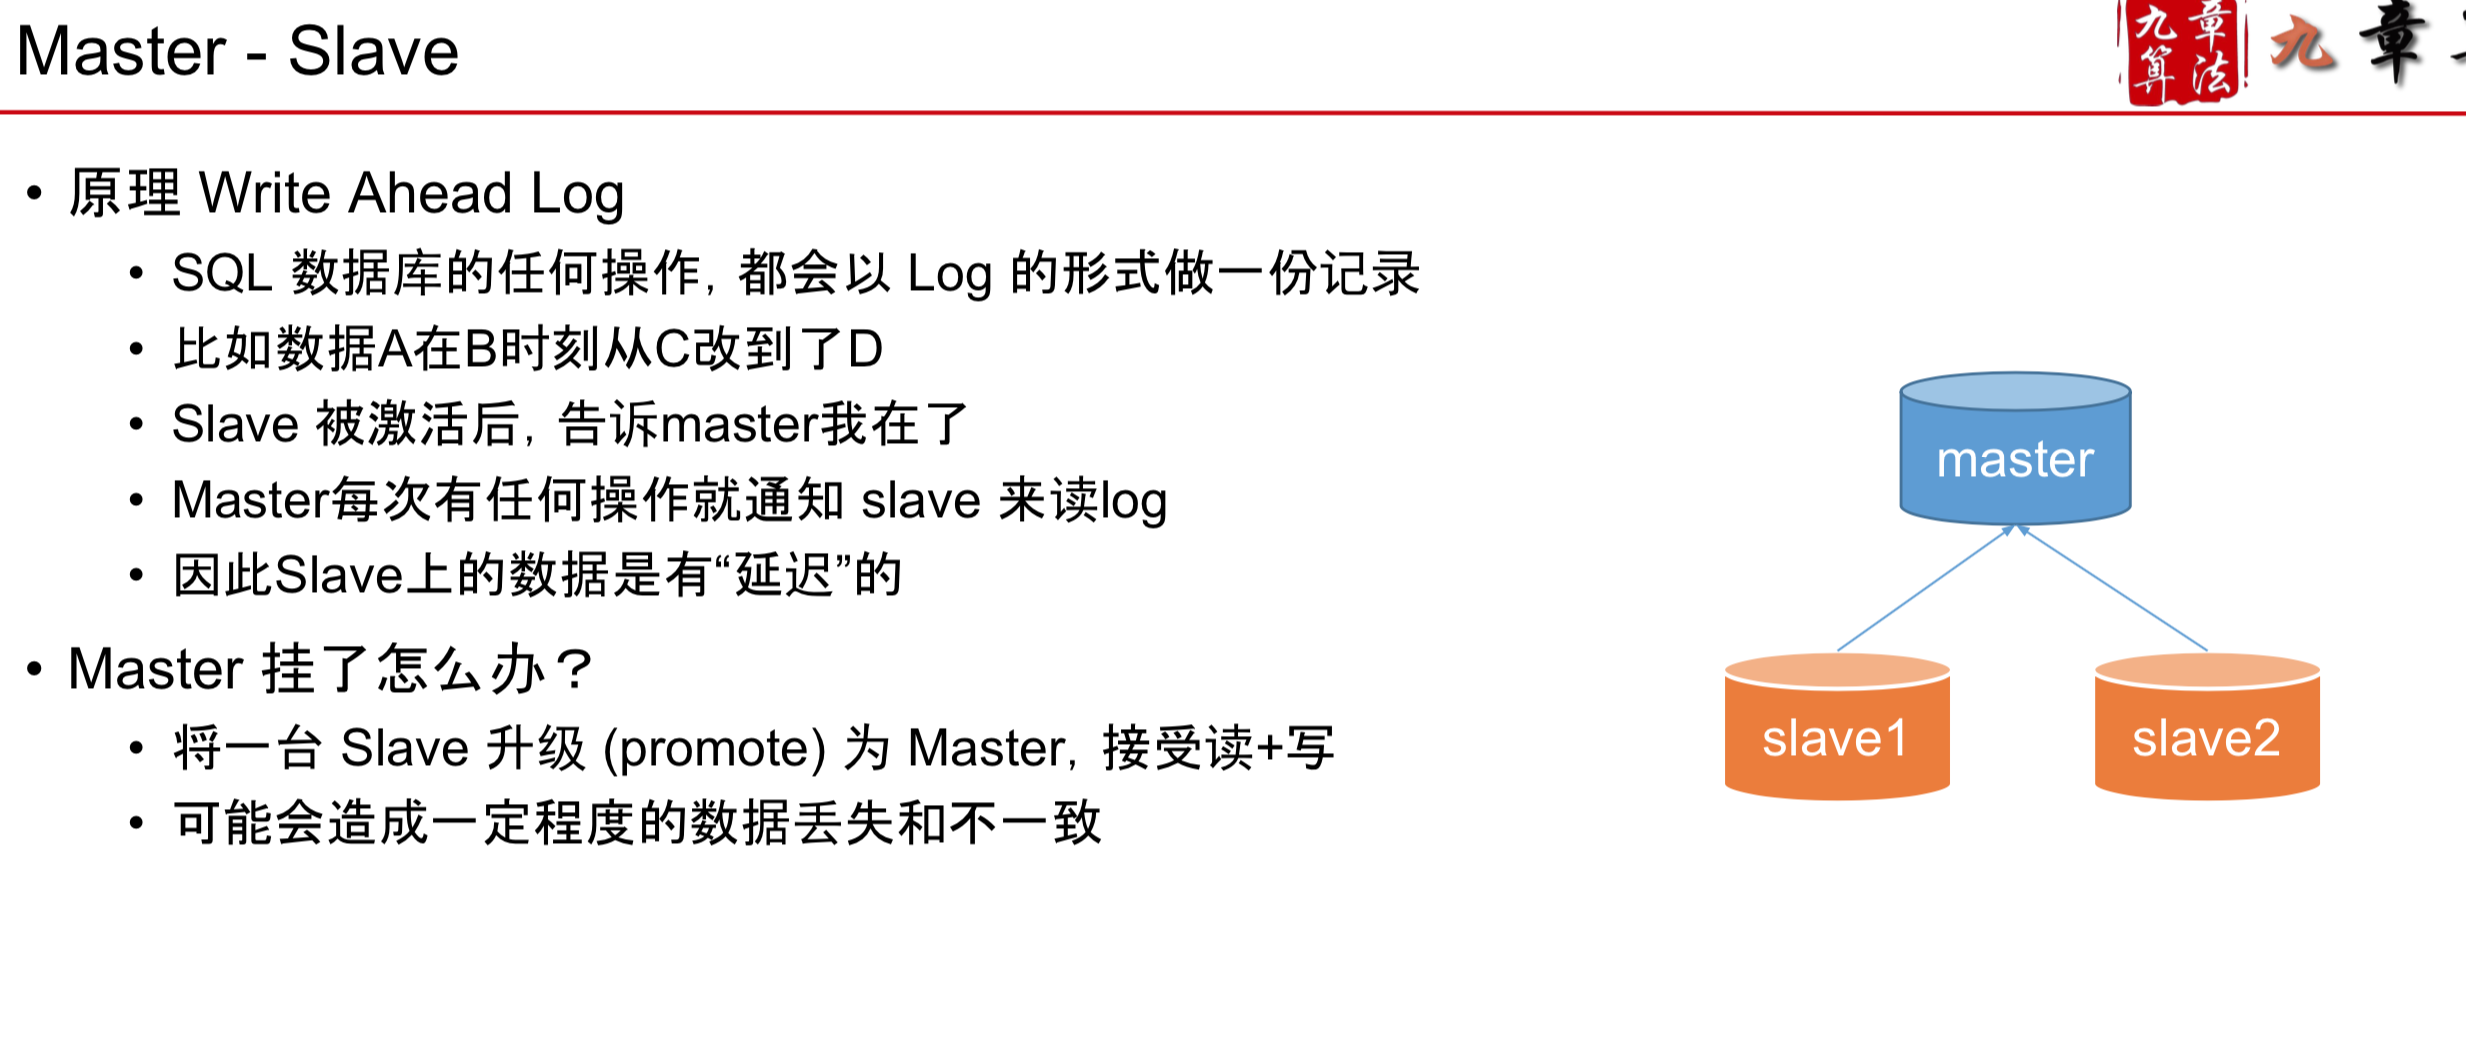 Master - Slave
九章算法
九章
• 原理 Write Ahead Log
• SQL 数据库的任何操作, 都会以 Log 的形式做一份记录
• 比如数据A在B时刻从C改到了D
• Slave 被激活后, 告诉master我在了
• Master每次有任何操作就通知 slave 来读log
• 因此Slave上的数据是有“延迟”的
• Master 挂了怎么办？
• 将一台 Slave 升级 (promote) 为 Master, 接受读+写
• 可能会造成一定程度的数据丢失和不一致
master
slave1
slave2